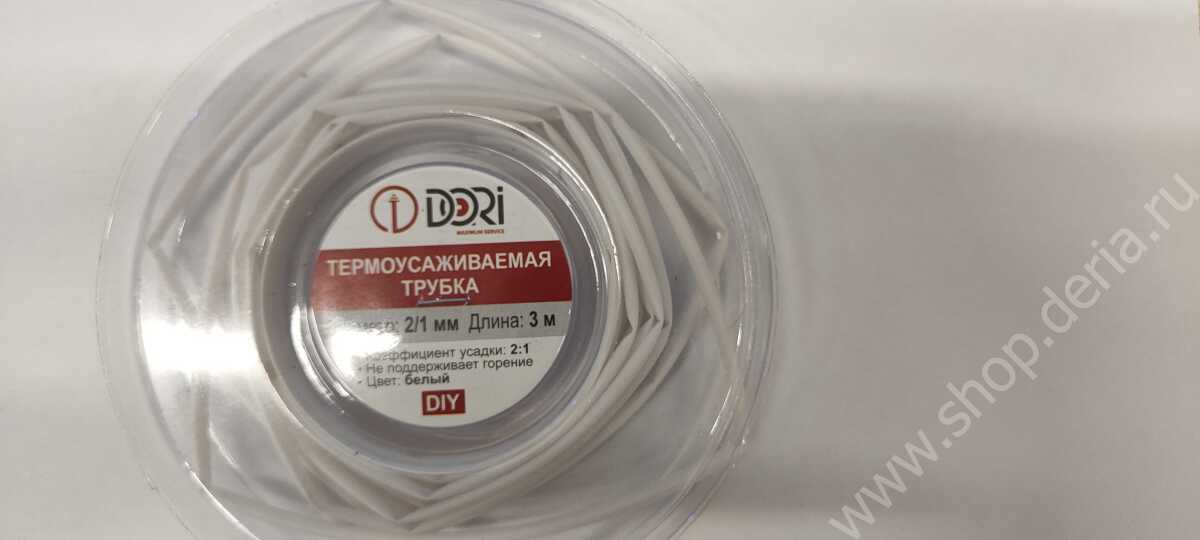 DORI
MAXIMUM SERVICE
ТЕРМОУСАЖИВАЕМАЯ
ТРУБКА
2/1 мм Длина: 3 м
Коэффициент усадки: 2:1
• Не поддерживает горение
• Цвет: белый
DIY
www.shop.deria.ru